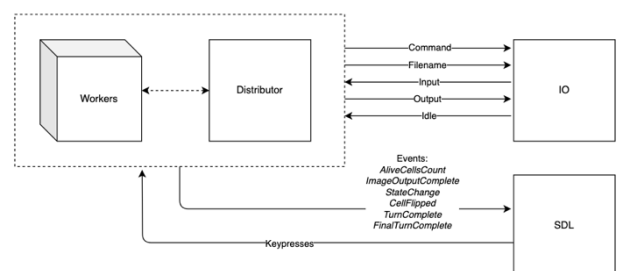 Workers
Distributor
Command
Filename
Input
Output
Idle
IO
Events:
AliveCellsCount
ImageOutputComplete
StateChange
CellFlipped
TurnComplete
FinalTurnComplete
SDL
Keypresses